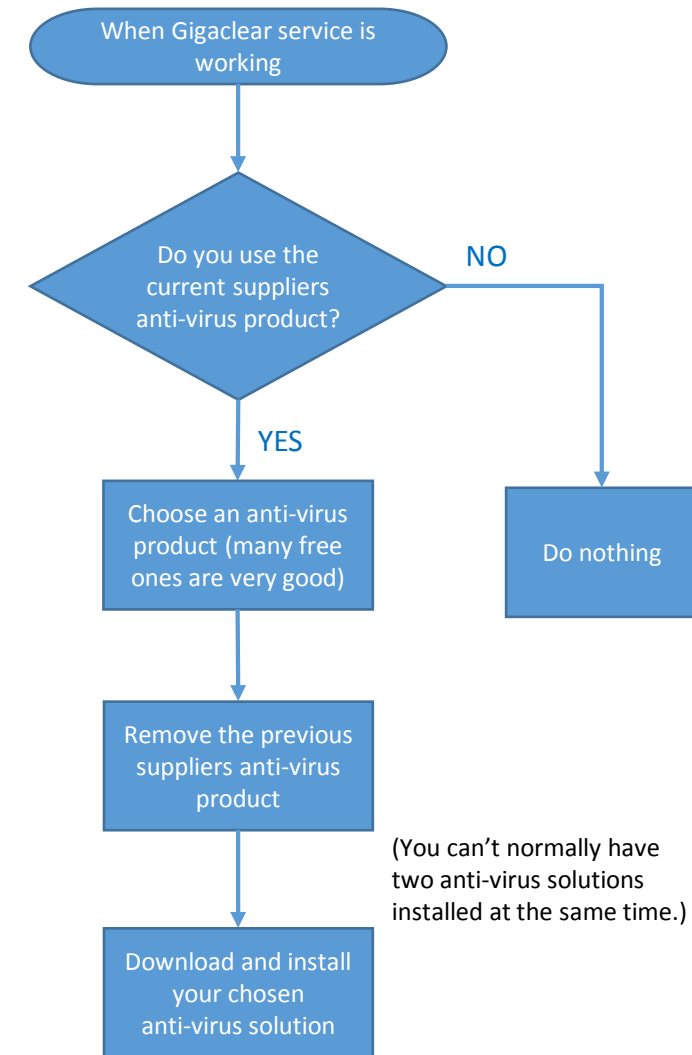 When Gigaclear service is
working
Do you use the
current suppliers
anti-virus product?
NO
YES
Choose an anti-virus
product (many free
ones are very good)
Do nothing
Remove the previous
suppliers anti-virus
product
(You can’t normally have
two anti-virus solutions
installed at the same time.)
Download and install
your chosen
anti-virus solution